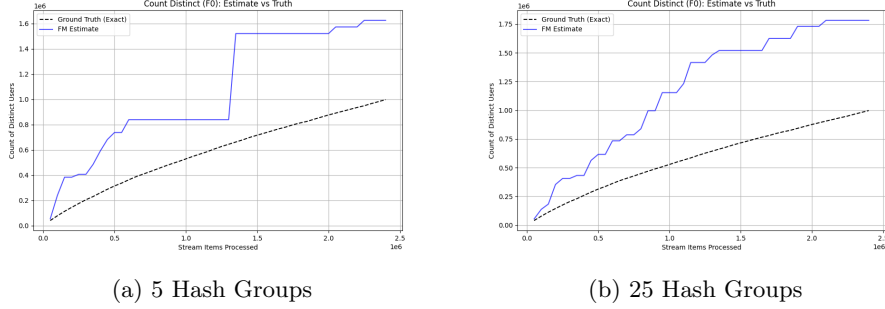 Count Distinct (F0): Estimate vs Truth
1e6
Ground Truth (Exact)
FM Estimate
1.6
1.4
1.2
1.0
0.8
0.6
0.4
0.2
0.0
Count of Distinct Users
0.0
0.5
1.0
1.5
2.0
2.5
Stream Items Processed
1e6
(a) 5 Hash Groups
Count Distinct (F0): Estimate vs Truth
1e6
Ground Truth (Exact)
FM Estimate
1.75
1.50
1.25
1.00
0.75
0.50
0.25
0.00
Count of Distinct Users
0.0
0.5
1.0
1.5
2.0
2.5
Stream Items Processed
1e6
(b) 25 Hash Groups